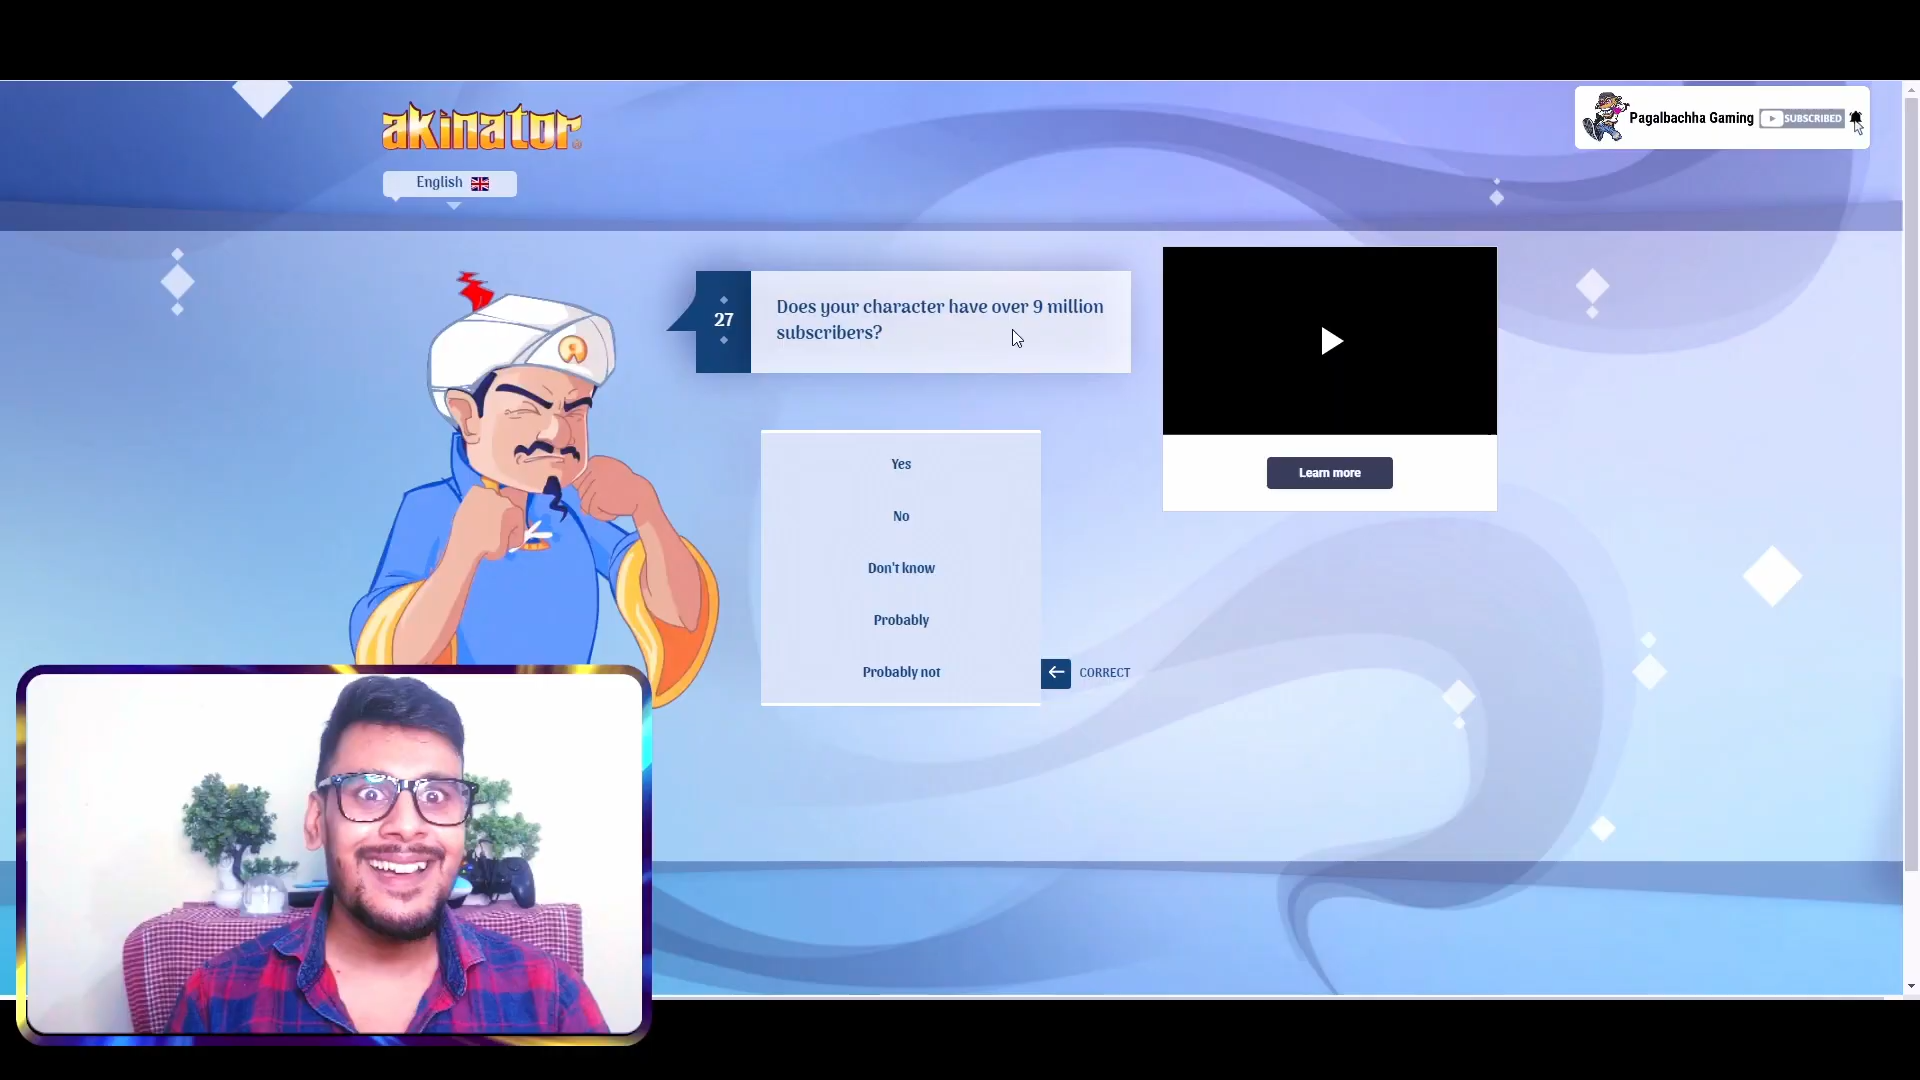 akinator
English
Pagalbachha Gaming SUBSCRIBED
27
Does your character have over 9 million
subscribers?
Yes
No
Don't know
Probably
Probably not
CORRECT
Learn more